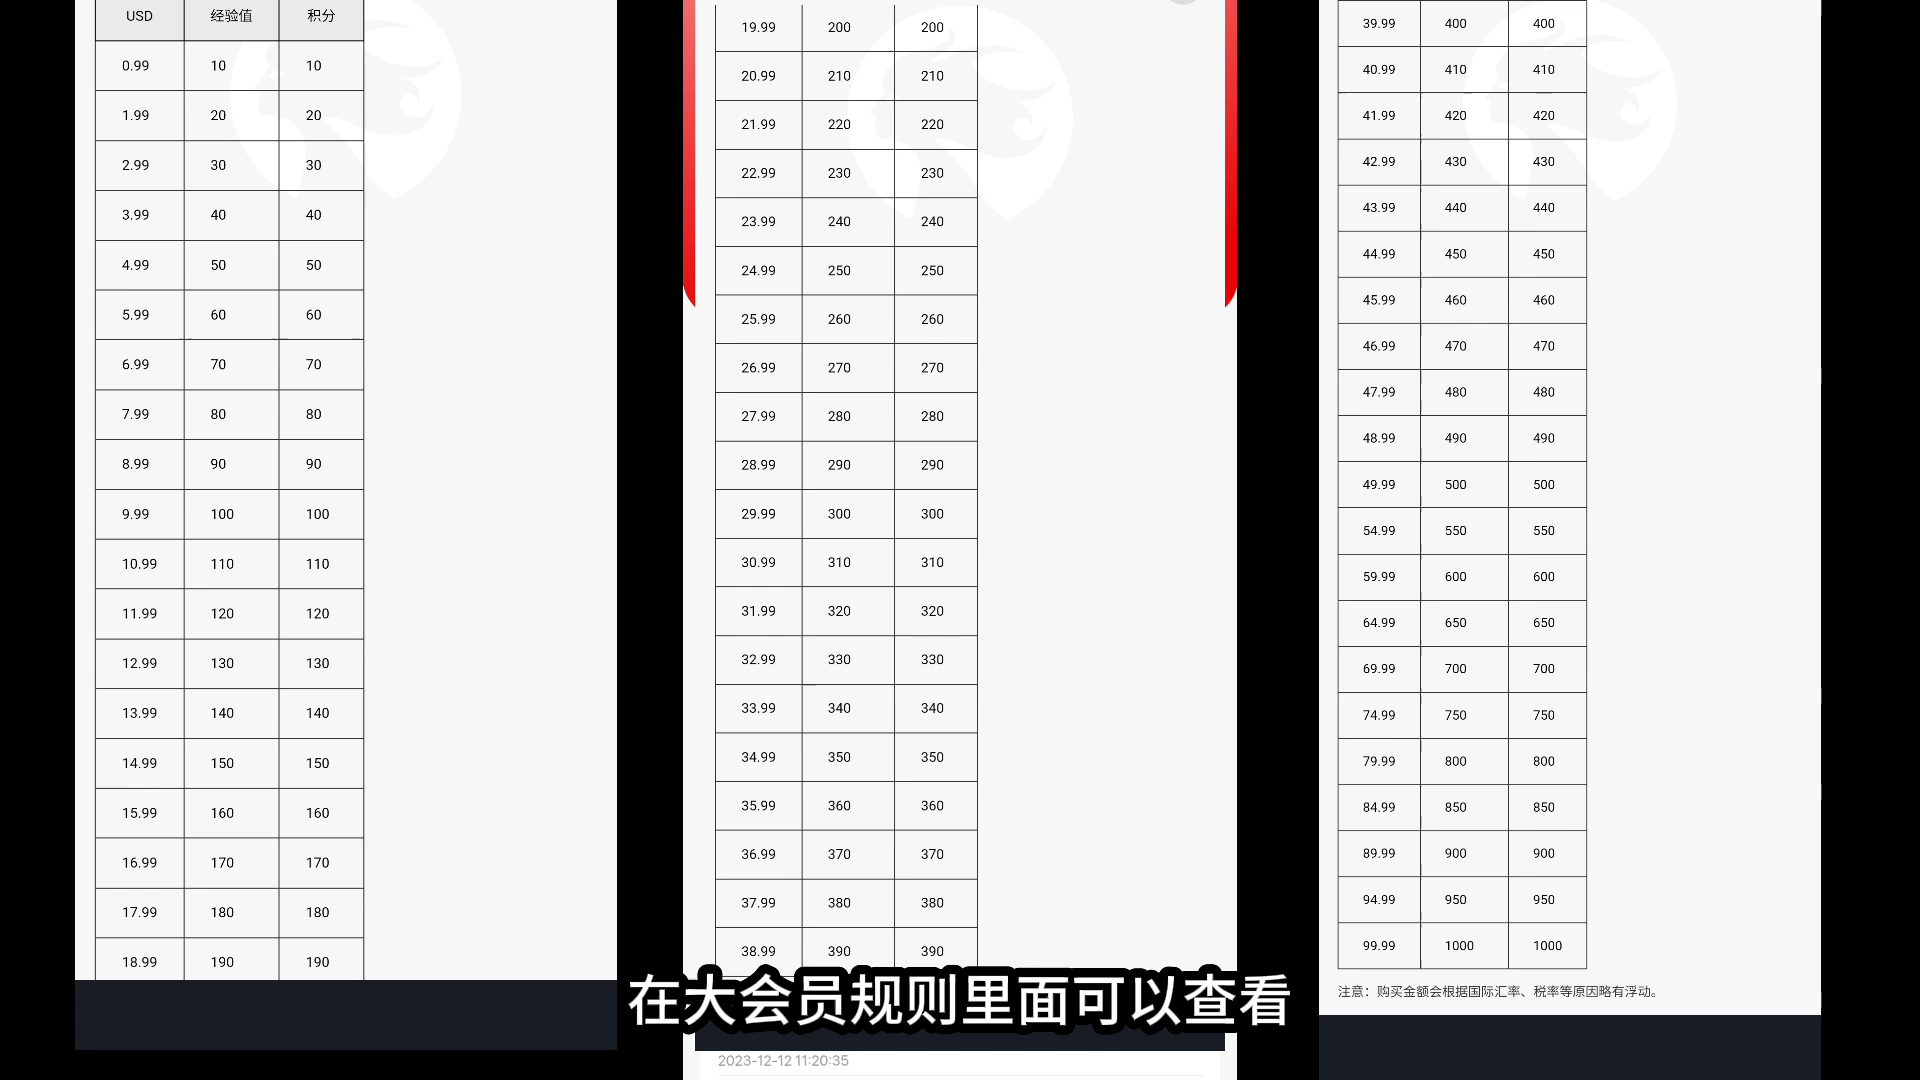 USD 经验值 积分
0.99 10 10
1.99 20 20
2.99 30 30
3.99 40 40
4.99 50 50
5.99 60 60
6.99 70 70
7.99 80 80
8.99 90 90
9.99 100 100
10.99 110 110
11.99 120 120
12.99 130 130
13.99 140 140
14.99 150 150
15.99 160 160
16.99 170 170
17.99 180 180
18.99 190 190
19.99 200 200
20.99 210 210
21.99 220 220
22.99 230 230
23.99 240 240
24.99 250 250
25.99 260 260
26.99 270 270
27.99 280 280
28.99 290 290
29.99 300 300
30.99 310 310
31.99 320 320
32.99 330 330
33.99 340 340
34.99 350 350
35.99 360 360
36.99 370 370
37.99 380 380
38.99 390 390
39.99 400 400
40.99 410 410
41.99 420 420
42.99 430 430
43.99 440 440
44.99 450 450
45.99 460 460
46.99 470 470
47.99 480 480
48.99 490 490
49.99 500 500
54.99 550 550
59.99 600 600
64.99 650 650
69.99 700 700
74.99 750 750
79.99 800 800
84.99 850 850
89.99 900 900
94.99 950 950
99.99 1000 1000
注意：购买金额会根据国际汇率、税率等原因略有浮动。
在大会员规则里面可以查看
2023-12-12 11:20:35